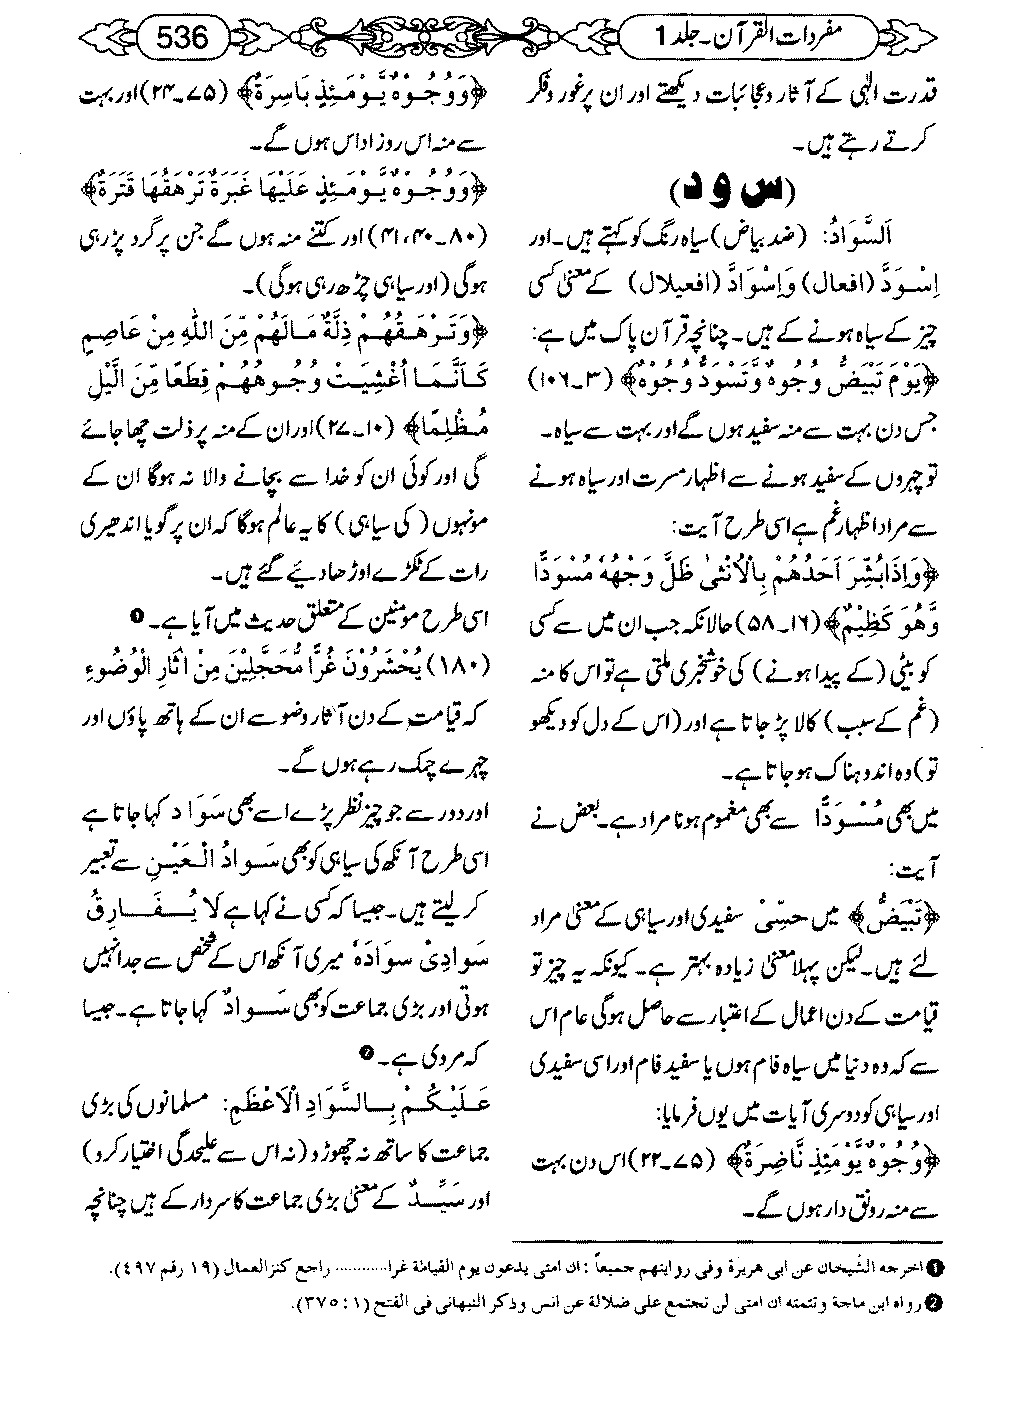 مفردات القرآن۔جلد 1
536
قدرت الٰہی کے آثار وعجائبات دیکھتے اور ان پر غور وفکر
کرتے رہتے ہیں۔
(س و د)
اَلسَّوَادُ: (ضد بیاض) سیاہ رنگ کو کہتے ہیں۔اور
اِسْوَدَّ (افعال) وَاِسْوَادَّ (افعیلال) کے معنی کسی
چیز کے سیاہ ہونے کے ہیں۔چنانچہ قرآن پاک میں ہے:
﴿یَوْمَ تَبْیَضُّ وُجُوْهٌ وَّتَسْوَدُّ وُجُوْهٌ﴾ (۳۔۱۰۶)
جس دن بہت سے منہ سفید ہوں گے اور بہت سے سیاہ۔
تو چہروں کے سفید ہونے سے اظہار مسرت اور سیاہ ہونے
سے مراد اظہار غم ہے اسی طرح آیت:
﴿وَاِذَا بُشِّرَ اَحَدُهُمْ بِالْاُنْثٰی ظَلَّ وَجْهُهٗ مُسْوَدًّا
وَّهُوَ كَظِیْمٌ﴾ (۱۶۔۵۸) حالانکہ جب ان میں سے کسی
کو بیٹی (کے پیدا ہونے) کی خوشخبری ملتی ہے تو اس کا منہ
(غم کے سبب) کالا پڑ جاتا ہے اور (اس کے دل کو دیکھو
تو) وہ اندوہناک ہو جاتا ہے۔
میں بھی مُسْوَدًّا سے بھی مغموم ہونا مراد ہے۔بعض نے
آیت:
﴿تَبْیَضُّ﴾ میں حسِّیْ سفیدی اور سیاہی کے معنی مراد
لئے ہیں۔لیکن پہلا معنی زیادہ بہتر ہے۔کیونکہ یہ چیز تو
قیامت کے دن اعمال کے اعتبار سے حاصل ہوگی عام اس
سے کہ وہ دنیا میں سیاہ فام ہوں یا سفید فام اور اسی سفیدی
اور سیاہی کو دوسری آیات میں یوں فرمایا:
﴿وُجُوْهٌ یَّوْمَئِذٍ نَّاضِرَةٌ﴾ (۷۵۔۲۲) اس دن بہت
سے منہ رونق دار ہوں گے۔
﴿وَوُجُوْهٌ یَّوْمَئِذٍ بَاسِرَةٌ﴾ (۷۵۔۲۴) اور بہت
سے منہ اس روز اداس ہوں گے۔
﴿وَوُجُوْهٌ یَّوْمَئِذٍ عَلَیْهَا غَبَرَةٌ تَرْهَقُهَا قَتَرَةٌ﴾
(۸۰۔۴۰،۴۱) اور کتنے منہ ہوں گے جن پر گرد پڑ رہی
ہوگی (اور سیاہی چڑھ رہی ہوگی)۔
﴿وَتَرْهَقُهُمْ ذِلَّةٌ مَالَهُمْ مِّنَ اللّٰهِ مِنْ عَاصِمٍ
كَاَنَّمَا اُغْشِیَتْ وُجُوْهُهُمْ قِطَعًا مِّنَ الَّیْلِ
مُظْلِمًا﴾ (۱۰۔۲۷) اور ان کے منہ پر ذلت چھا جائے
گی اور کوئی ان کو خدا سے بچانے والا نہ ہوگا ان کے
مونہوں (کی سیاہی) کا یہ عالم ہوگا کہ ان پر گویا اندھیری
رات کے ٹکڑے اوڑھا دیئے گئے ہیں۔
اسی طرح مومنین کے متعلق حدیث میں آیا ہے۔❶
(۱۸۰) یُحْشَرُوْنَ غُرًّا مُّحَجَّلِیْنَ مِنْ اٰثَارِ الْوُضُوْءِ
کہ قیامت کے دن آثار وضو سے ان کے ہاتھ پاؤں اور
چہرے چمک رہے ہوں گے۔
اور دور سے جو چیز نظر پڑے اسے بھی سَوَاد کہا جاتا ہے
اسی طرح آنکھ کی سیاہی کو بھی سَوادُ الْعَیْنِ سے تعبیر
کر لیتے ہیں۔جیسا کہ کسی نے کہا ہے لَا یُفَارِقُ
سَوَادِیْ سَوَادَهٗ میری آنکھ اس کے شخص سے جدا نہیں
ہوتی اور بڑی جماعت کو بھی سَوَادٌ کہا جاتا ہے۔جیسا
کہ مروی ہے۔❷
عَلَیْكُمْ بِالسَّوَادِ الْاَعْظَمِ: مسلمانوں کی بڑی
جماعت کا ساتھ نہ چھوڑو (نہ اس سے علیحدگی اختیار کرو)
اور سَیِّدٌ کے معنی بڑی جماعت کا سردار کے ہیں چنانچہ
❶ اخرجه الشیخان عن ابی هریرة وفی روایتهم جمیعاً: ان امتی یدعون یوم القیامة غرا............ راجع كنزالعمال (۱۹ رقم ۴۹۷).
❷ رواه ابن ماجة وتتمته ان امتی لن تجتمع علی ضلالة عن انس وذكر النبهانی فی الفتح (۱: ۳۷۵).